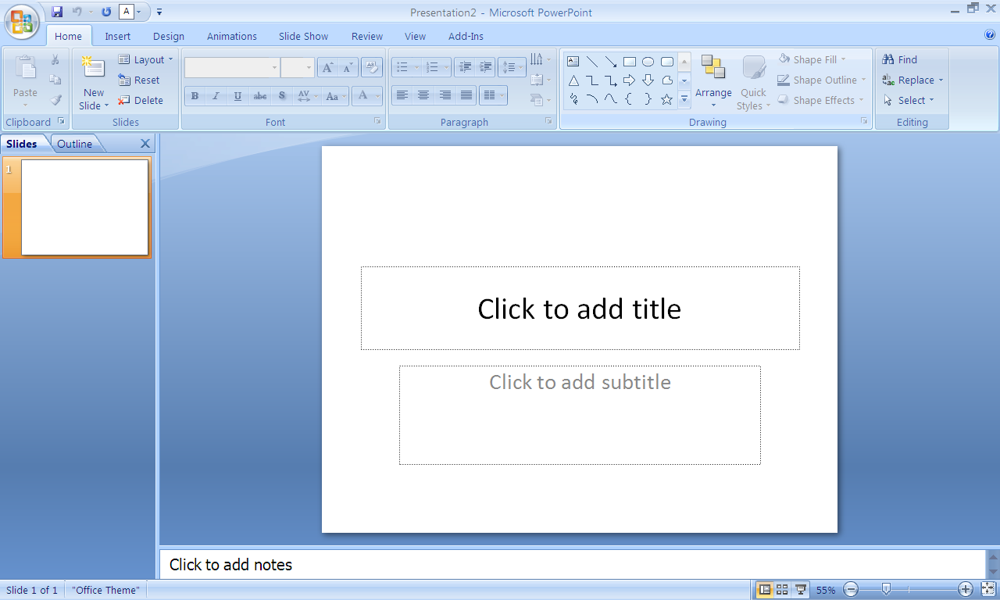 Presentation2 - Microsoft PowerPoint
Home Insert Design Animations Slide Show Review View Add-Ins
Paste
Clipboard
New Slide
Layout
Reset
Delete
Slides
B I U abc S AV Aa A
Font
Paragraph
Arrange
Quick Styles
Shape Fill
Shape Outline
Shape Effects
Drawing
Find
Replace
Select
Editing
Slides Outline
1
Click to add title
Click to add subtitle
Click to add notes
Slide 1 of 1 "Office Theme" 55%